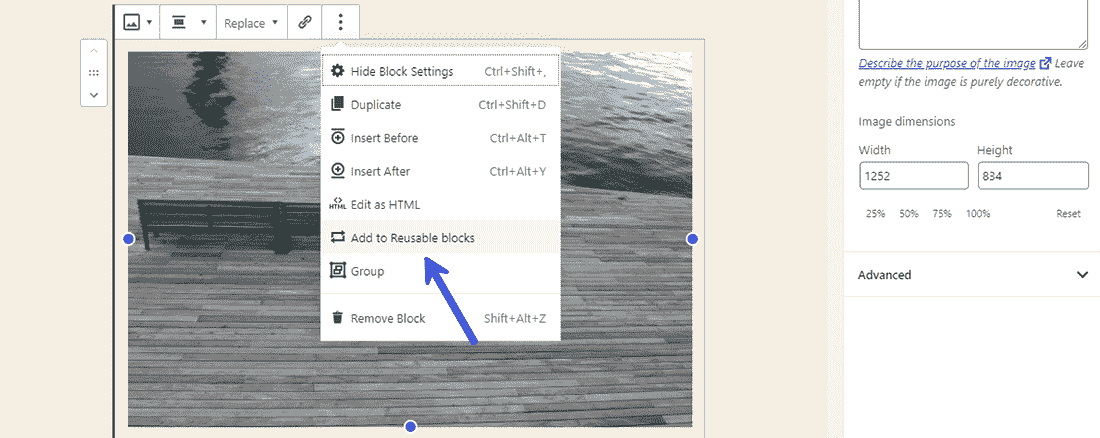 Replace
Hide Block Settings Ctrl+Shift+,
Duplicate Ctrl+Shift+D
Insert Before Ctrl+Alt+T
Insert After Ctrl+Alt+Y
HTML Edit as HTML
Add to Reusable blocks
Group
Remove Block Shift+Alt+Z
Describe the purpose of the image Leave
empty if the image is purely decorative.
Image dimensions
Width Height
1252 834
25% 50% 75% 100% Reset
Advanced